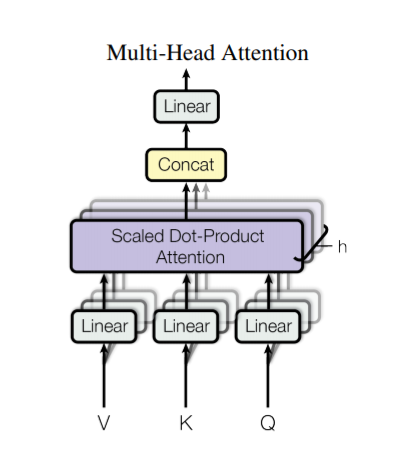 Multi-Head Attention
Linear
Concat
Scaled Dot-Product
Attention
h
Linear Linear Linear
V K Q